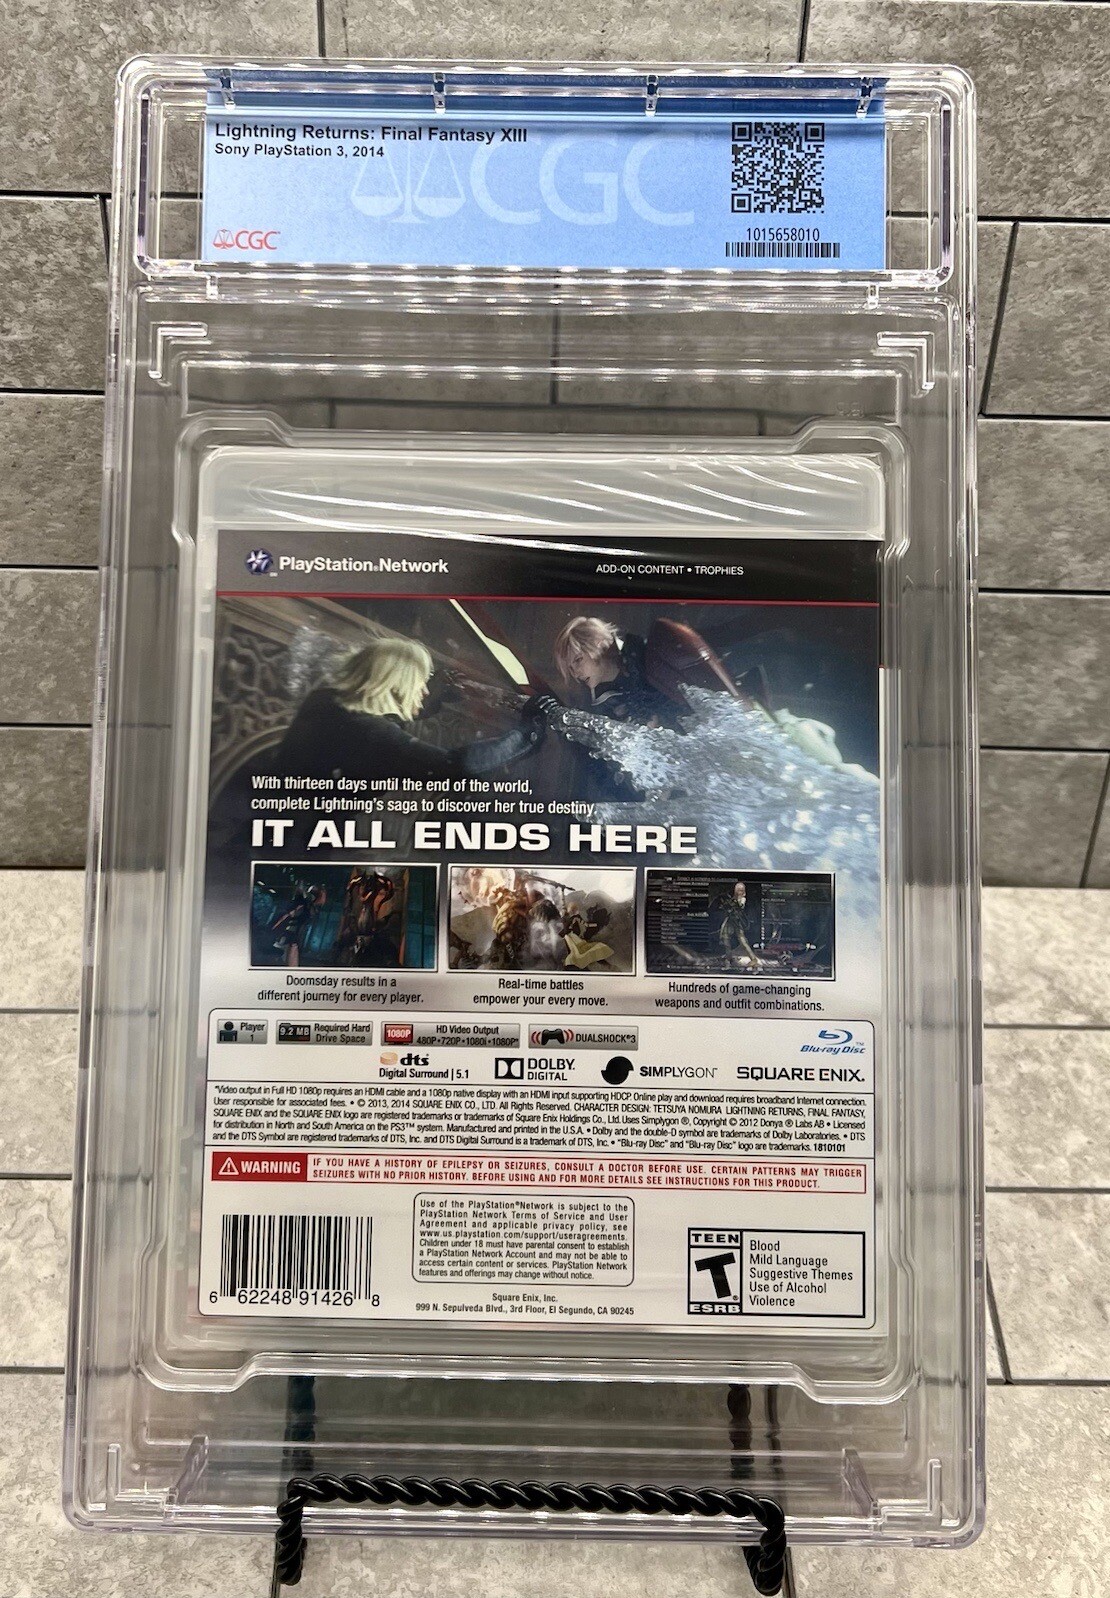 Lightning Returns: Final Fantasy XIII
Sony PlayStation 3, 2014
CGC
CGC
1015658010
PlayStation®Network
ADD-ON CONTENT • TROPHIES
With thirteen days until the end of the world,
complete Lightning's saga to discover her true destiny.
IT ALL ENDS HERE
Doomsday results in a
different journey for every player.
Real-time battles
empower your every move.
Hundreds of game-changing
weapons and outfit combinations.
Player
1
9.2 MB
Required Hard
Drive Space
1080P
HD Video Output
480P•720P•1080i•1080P*
DUALSHOCK®3
Blu-ray Disc™
dts
Digital Surround | 5.1
DOLBY
DIGITAL
SIMPLYGON
SQUARE ENIX.
*Video output in Full HD 1080p requires an HDMI cable and a 1080p native display with an HDMI input supporting HDCP. Online play and download requires broadband Internet connection.
User responsible for associated fees. • © 2013, 2014 SQUARE ENIX CO., LTD. All Rights Reserved. CHARACTER DESIGN: TETSUYA NOMURA LIGHTNING RETURNS, FINAL FANTASY,
SQUARE ENIX and the SQUARE ENIX logo are registered trademarks or trademarks of Square Enix Holdings Co., Ltd. Uses Simplygon ®, Copyright © 2012 Donya ® Labs AB • Licensed
for distribution in North and South America on the PS3™ system. Manufactured and printed in the U.S.A. • Dolby and the double-D symbol are trademarks of Dolby Laboratories. • DTS
and the DTS Symbol are registered trademarks of DTS, Inc. and DTS Digital Surround is a trademark of DTS, Inc. • "Blu-ray Disc" and "Blu-ray Disc" logo are trademarks. 1810101
WARNING
IF YOU HAVE A HISTORY OF EPILEPSY OR SEIZURES, CONSULT A DOCTOR BEFORE USE. CERTAIN PATTERNS MAY TRIGGER
SEIZURES WITH NO PRIOR HISTORY. BEFORE USING AND FOR MORE DETAILS SEE INSTRUCTIONS FOR THIS PRODUCT.
Use of the PlayStation®Network is subject to the
PlayStation Network Terms of Service and User
Agreement and applicable privacy policy, see
www.us.playstation.com/support/useragreements.
Children under 18 must have parental consent to establish
a PlayStation Network Account and may not be able to
access certain content or services. PlayStation Network
features and offerings may change without notice.
Square Enix, Inc.
999 N. Sepulveda Blvd., 3rd Floor, El Segundo, CA 90245
6 62248 91426 8
TEEN
T
ESRB
Blood
Mild Language
Suggestive Themes
Use of Alcohol
Violence